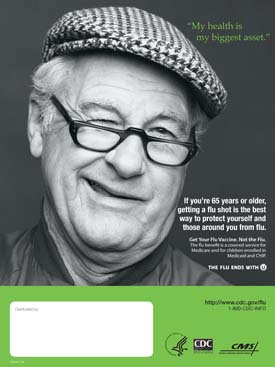 “My health is
my biggest asset.”
If you’re 65 years or older,
getting a flu shot is the best
way to protect yourself and
those around you from flu.
Get Your Flu Vaccine. Not the Flu.
The flu benefit is a covered service for
Medicare and for children enrolled in
Medicaid and CHIP.
THE FLU ENDS WITH U
http://www.cdc.gov/flu
1-800-CDC-INFO
Distributed by:
CDC
CMS